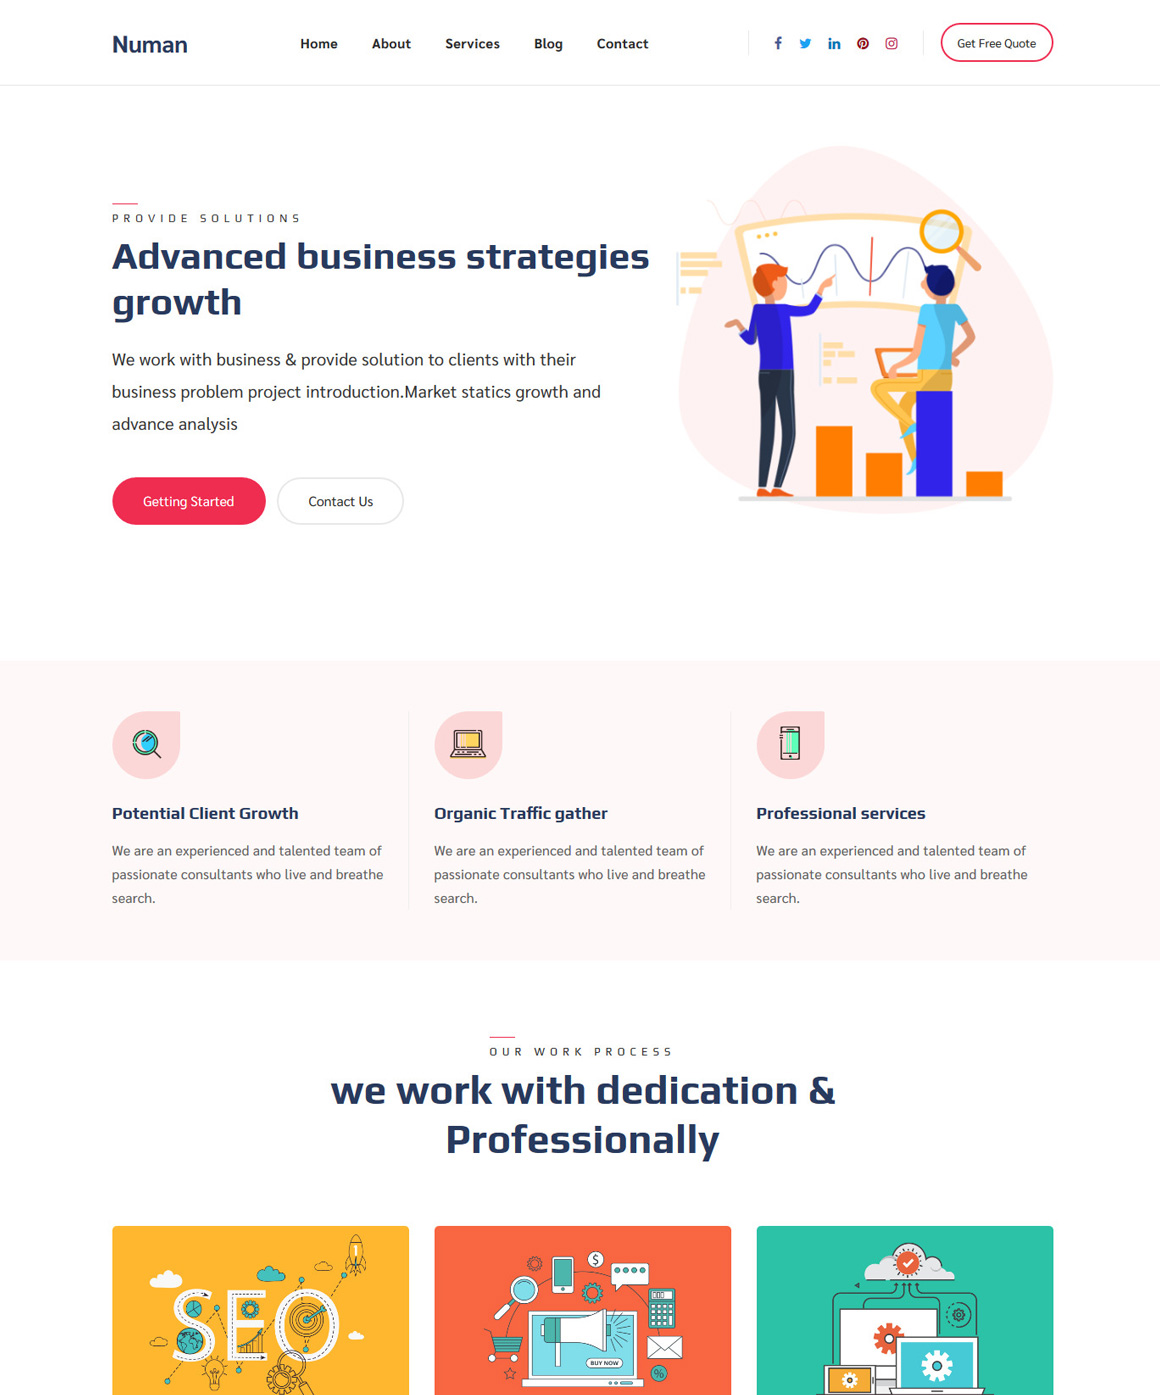 Numan
Home About Services Blog Contact
Get Free Quote
PROVIDE SOLUTIONS
Advanced business strategies
growth
We work with business & provide solution to clients with their
business problem project introduction.Market statics growth and
advance analysis
Getting Started
Contact Us
Potential Client Growth
We are an experienced and talented team of
passionate consultants who live and breathe
search.
Organic Traffic gather
We are an experienced and talented team of
passionate consultants who live and breathe
search.
Professional services
We are an experienced and talented team of
passionate consultants who live and breathe
search.
OUR WORK PROCESS
we work with dedication &
Professionally
SEO
$
BUY NOW
%